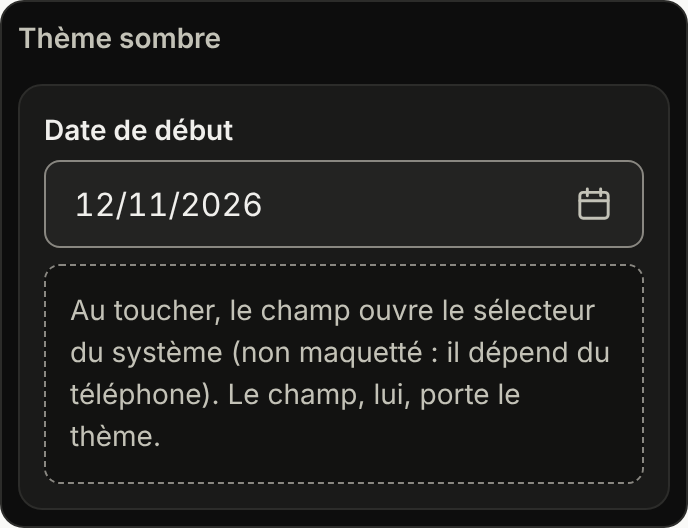 Thème sombre
Date de début
12/11/2026
Au toucher, le champ ouvre le sélecteur
du système (non maquetté : il dépend du
téléphone). Le champ, lui, porte le
thème.